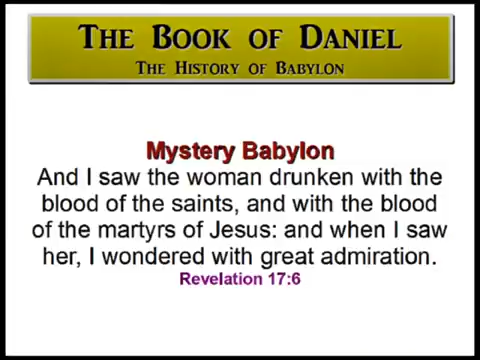 The Book of Daniel
The History of Babylon
Mystery Babylon
And I saw the woman drunken with the
blood of the saints, and with the blood
of the martyrs of Jesus: and when I saw
her, I wondered with great admiration.
Revelation 17:6